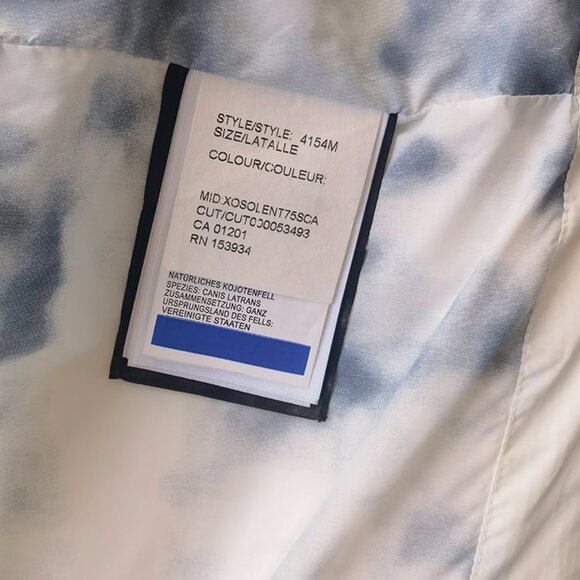 STYLE/STYLE: 4154M
SIZE/LATALLE
COLOUR/COULEUR:
MID:XOSOLENT75SCA
CUT/CUT000053493
CA 01201
RN 153934
NATÜRLICHES KOJOTENFELL
SPEZIES: CANIS LATRANS
ZUSAMMENSETZUNG: GANZ
URSPRUNGSLAND DES FELLS:
VEREINIGTE STAATEN